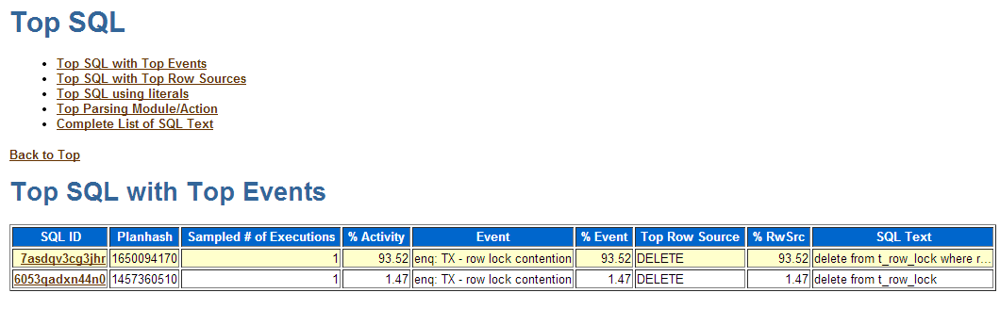 Top SQL
Top SQL with Top Events
Top SQL with Top Row Sources
Top SQL using literals
Top Parsing Module/Action
Complete List of SQL Text
Back to Top
Top SQL with Top Events
SQL ID Planhash Sampled # of Executions % Activity Event % Event Top Row Source % RwSrc SQL Text
7asdqv3cg3jhr 1650094170 1 93.52 enq: TX - row lock contention 93.52 DELETE 93.52 delete from t_row_lock where r...
6053qadxn44n0 1457360510 1 1.47 enq: TX - row lock contention 1.47 DELETE 1.47 delete from t_row_lock